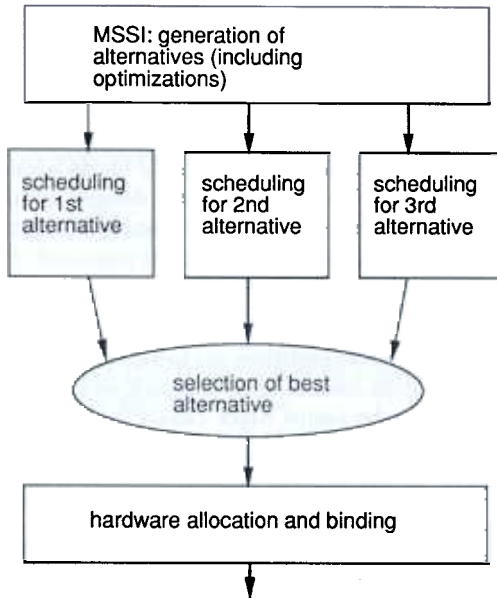 MSSI: generation of
alternatives (including
optimizations)
scheduling
for 1st
alternative
scheduling
for 2nd
alternative
scheduling
for 3rd
alternative
selection of best
alternative
hardware allocation and binding